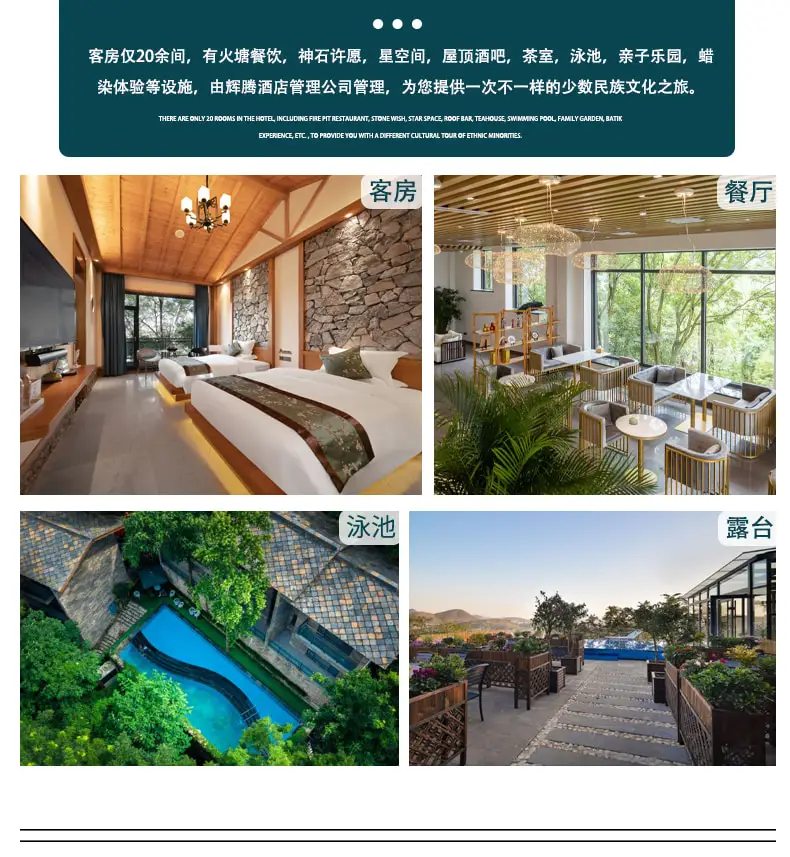 客房仅20余间，有火塘餐饮，神石许愿，星空间，屋顶酒吧，茶室，泳池，亲子乐园，蜡
染体验等设施，由辉腾酒店管理公司管理，为您提供一次不一样的少数民族文化之旅。
THERE ARE ONLY 20 ROOMS IN THE HOTEL, INCLUDING FIRE PIT RESTAURANT, STONE WISH, STAR SPACE, ROOF BAR, TEAHOUSE, SWIMMING POOL, FAMILY GARDEN, BATIK
EXPERIENCE, ETC. , TO PROVIDE YOU WITH A DIFFERENT CULTURAL TOUR OF ETHNIC MINORITIES.
客房
餐厅
泳池
露台